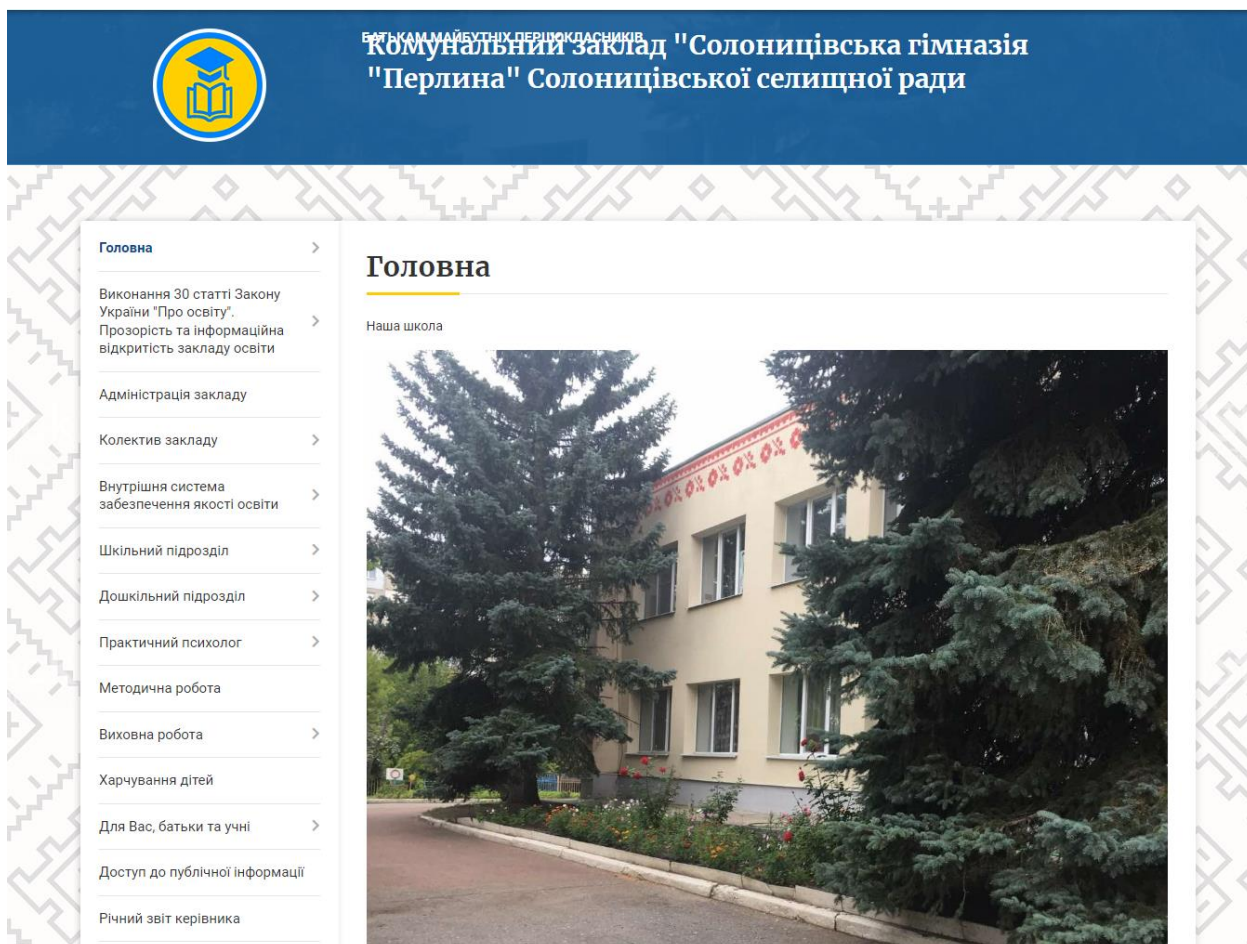 БАТЬКАМ МАЙБУТНІХ ПЕРШОКЛАСНИКІВ
Комунальний заклад "Солоницівська гімназія
"Перлина" Солоницівської селищної ради
Головна
Виконання 30 статті Закону
України "Про освіту".
Прозорість та інформаційна
відкритість закладу освіти
Адміністрація закладу
Колектив закладу
Внутрішня система
забезпечення якості освіти
Шкільний підрозділ
Дошкільний підрозділ
Практичний психолог
Методична робота
Виховна робота
Харчування дітей
Для Вас, батьки та учні
Доступ до публічної інформації
Річний звіт керівника
Головна
Наша школа